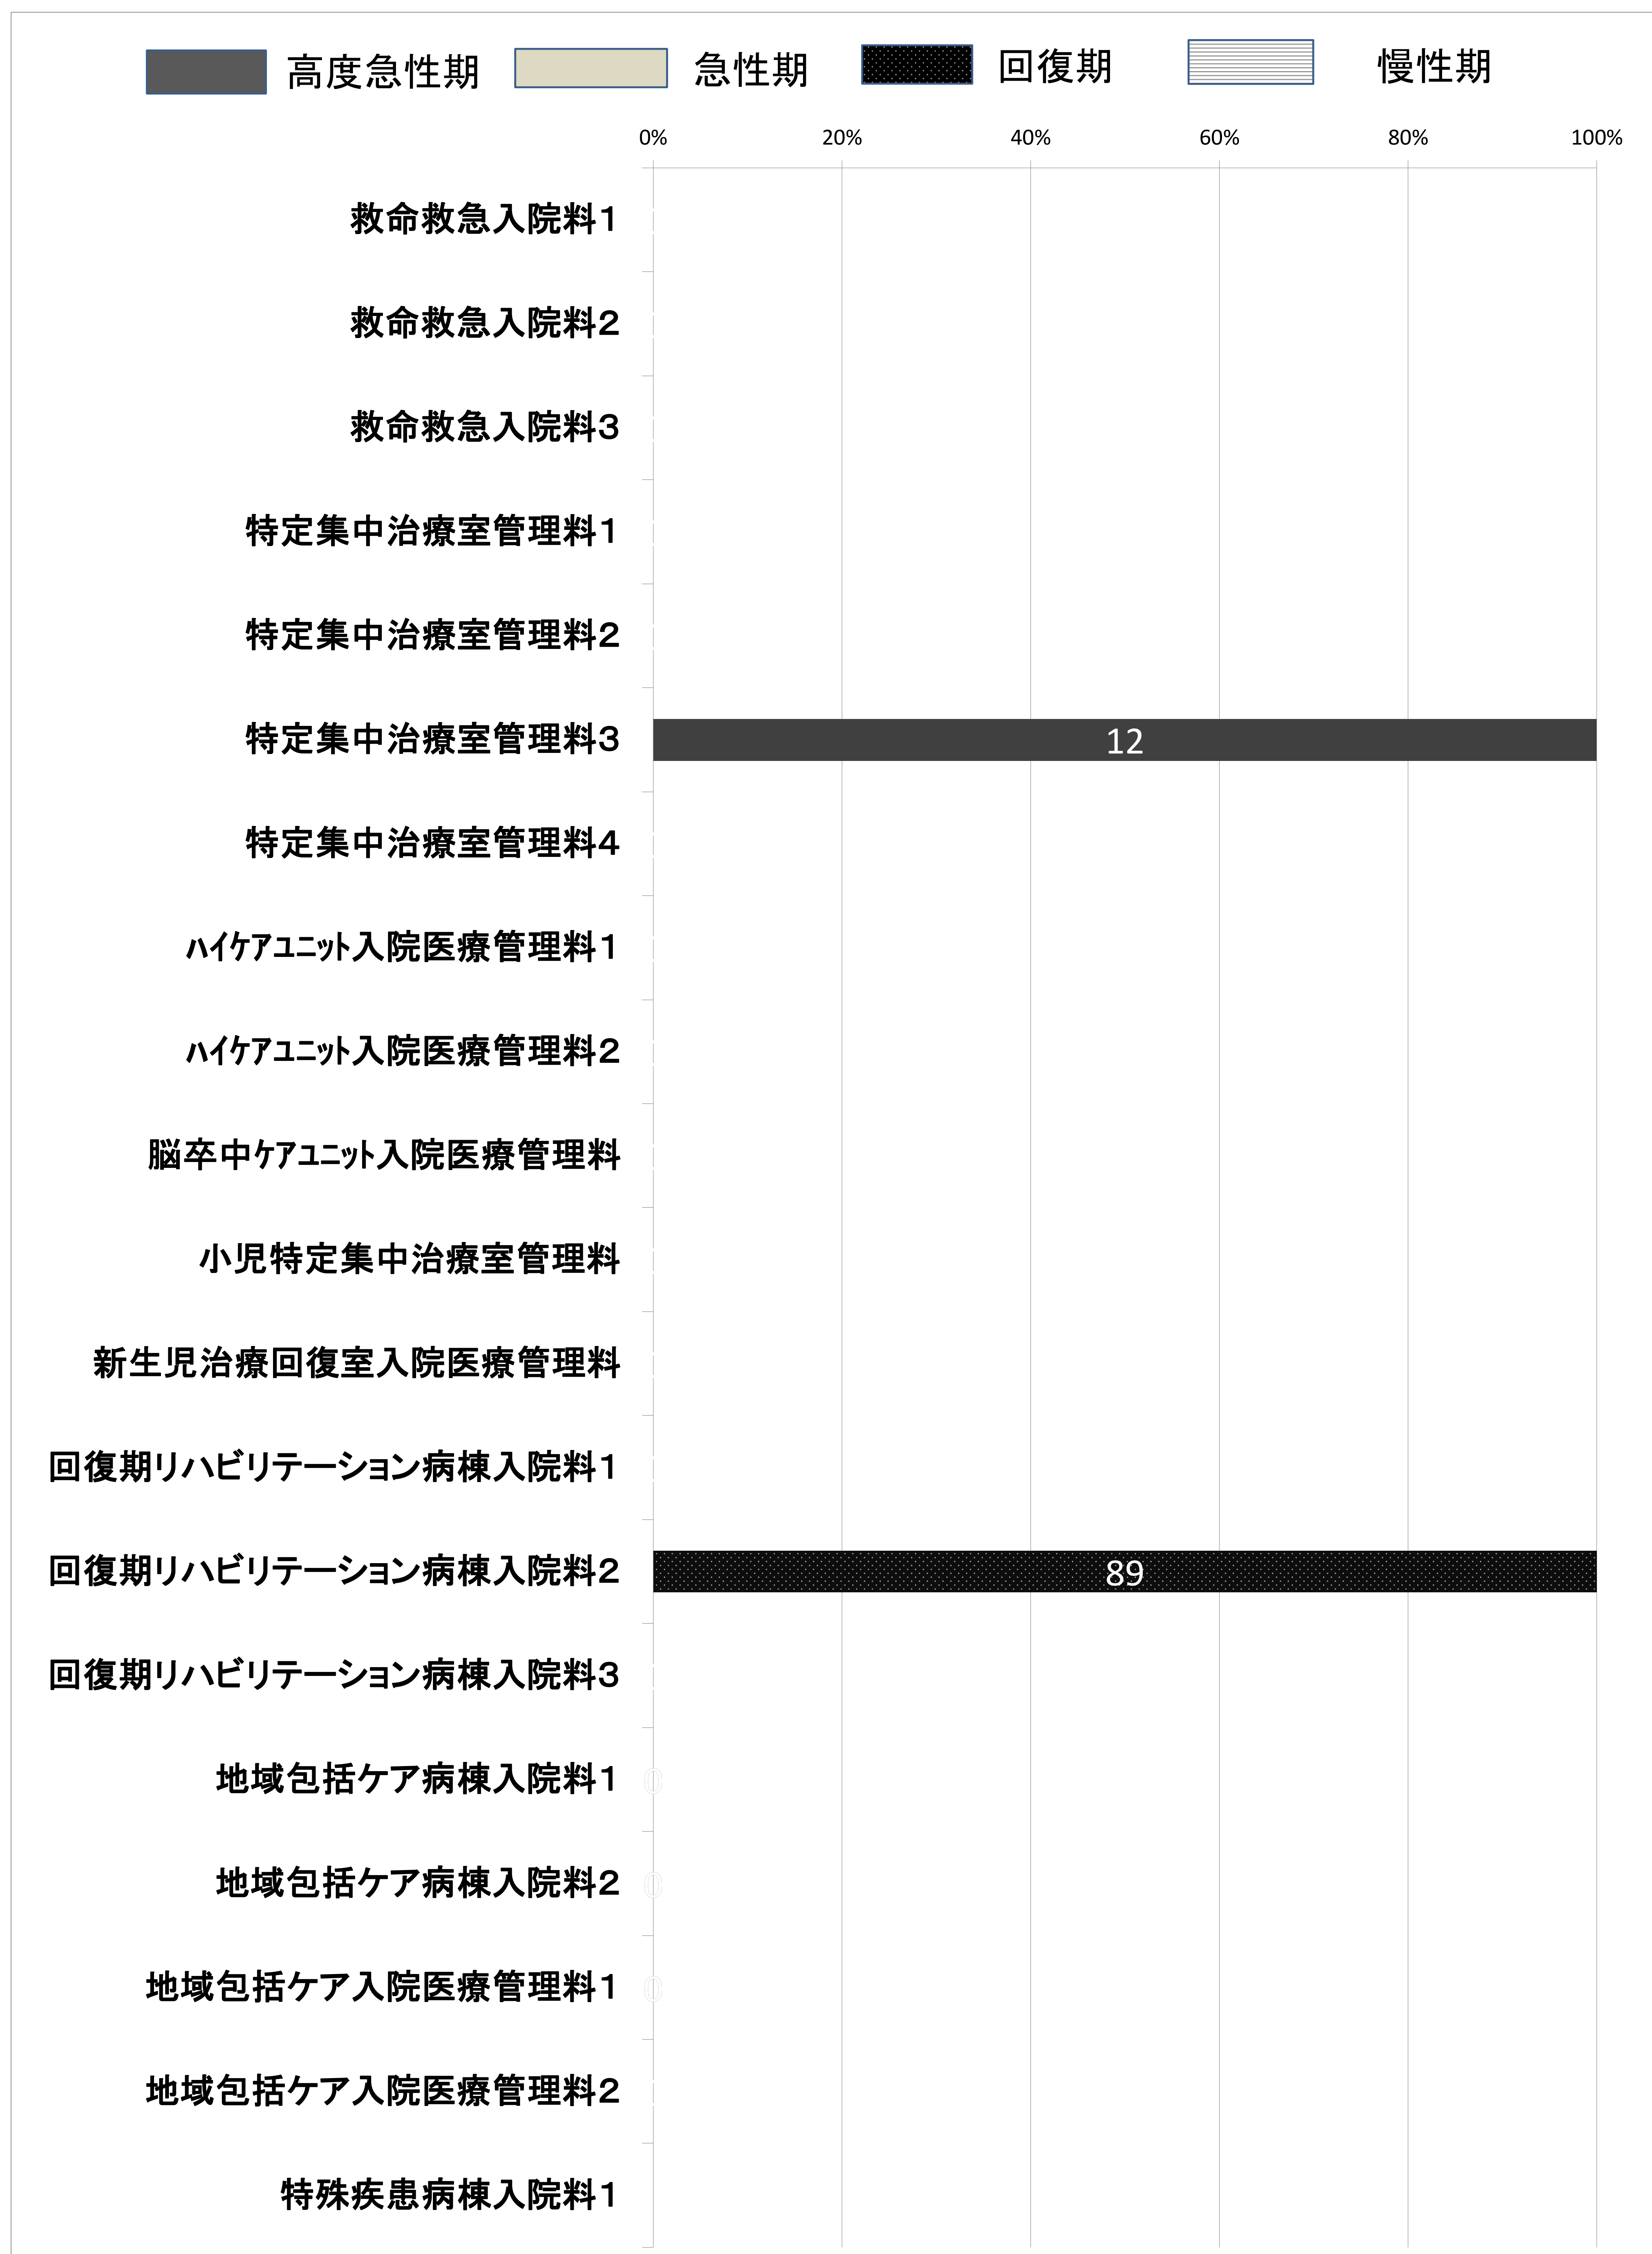 高度急性期 急性期 回復期 慢性期
0% 20% 40% 60% 80% 100%
救命救急入院料1
救命救急入院料2
救命救急入院料3
特定集中治療室管理料1
特定集中治療室管理料2
特定集中治療室管理料3 12
特定集中治療室管理料4
ﾊｲｹｱﾕﾆｯﾄ入院医療管理料1
ﾊｲｹｱﾕﾆｯﾄ入院医療管理料2
脳卒中ｹｱﾕﾆｯﾄ入院医療管理料
小児特定集中治療室管理料
新生児治療回復室入院医療管理料
回復期リハビリテーション病棟入院料1
回復期リハビリテーション病棟入院料2 89
回復期リハビリテーション病棟入院料3
地域包括ケア病棟入院料1 0
地域包括ケア病棟入院料2 0
地域包括ケア入院医療管理料1 0
地域包括ケア入院医療管理料2
特殊疾患病棟入院料1